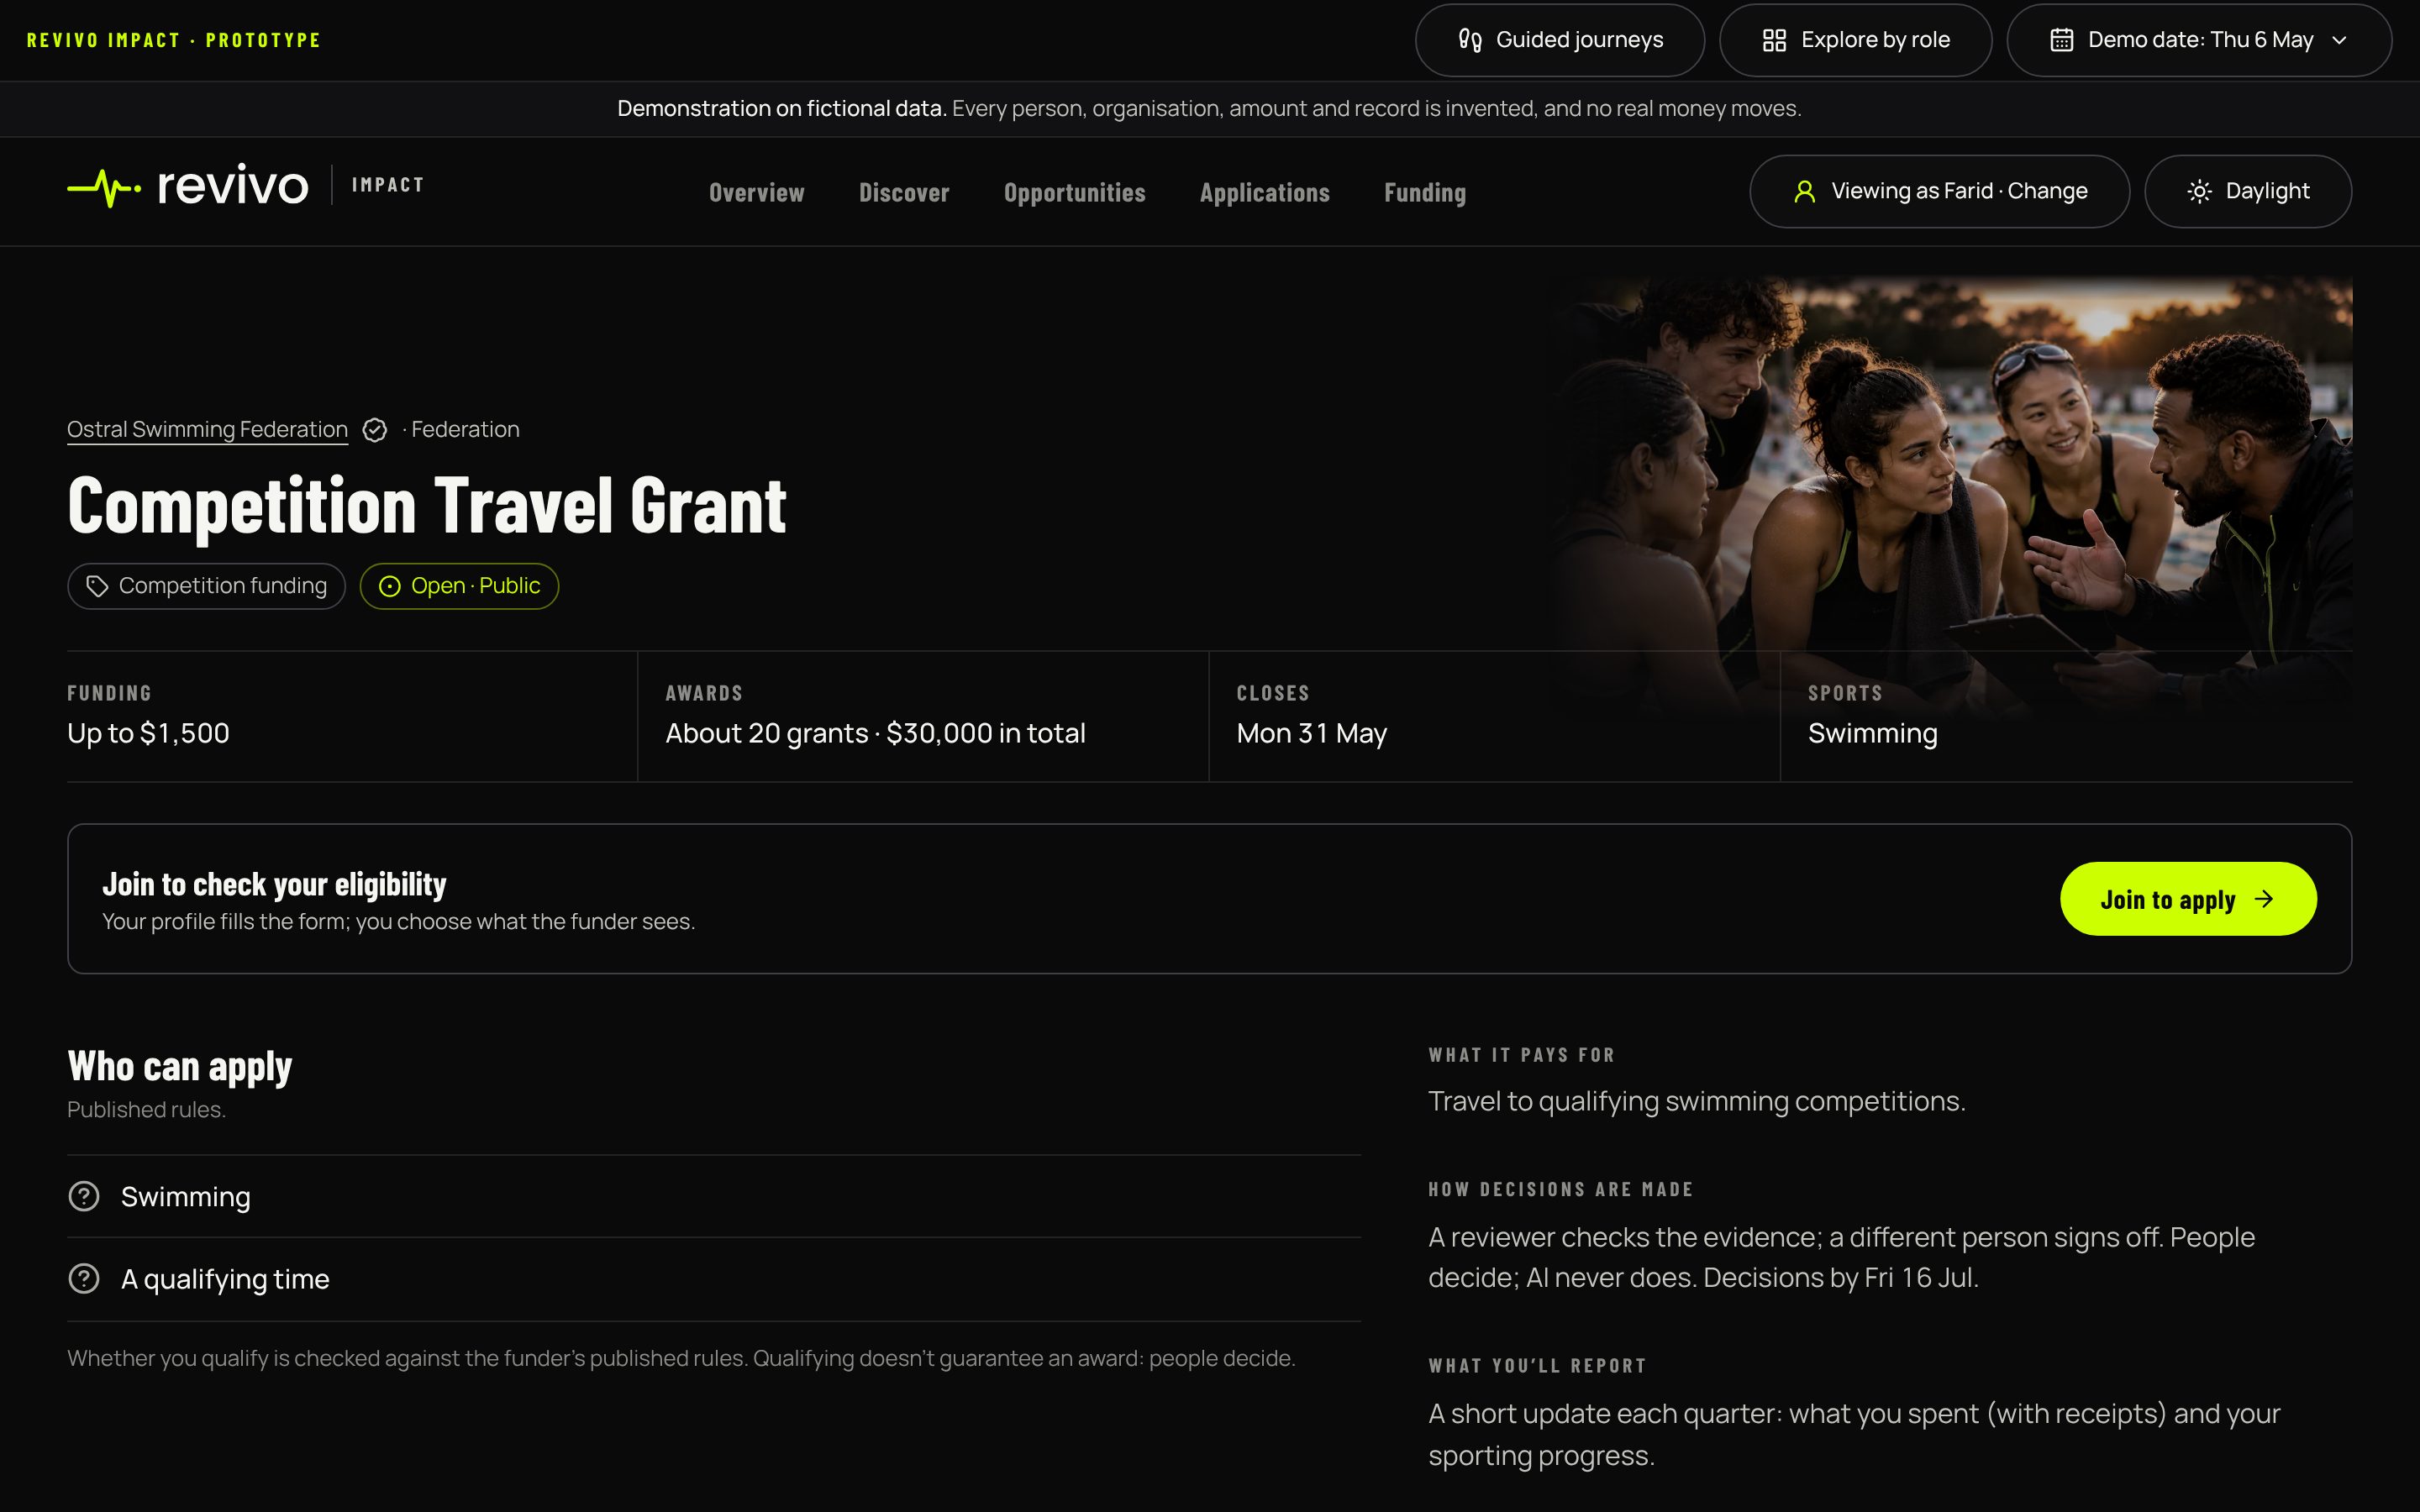 REVIVO IMPACT · PROTOTYPE
Guided journeys
Explore by role
Demo date: Thu 6 May
Demonstration on fictional data. Every person, organisation, amount and record is invented, and no real money moves.
revivo
IMPACT
Overview
Discover
Opportunities
Applications
Funding
Viewing as Farid · Change
Daylight
Ostral Swimming Federation · Federation
Competition Travel Grant
Competition funding
Open · Public
FUNDING
Up to $1,500
AWARDS
About 20 grants · $30,000 in total
CLOSES
Mon 31 May
SPORTS
Swimming
Join to check your eligibility
Your profile fills the form; you choose what the funder sees.
Join to apply
Who can apply
Published rules.
Swimming
A qualifying time
Whether you qualify is checked against the funder’s published rules. Qualifying doesn’t guarantee an award: people decide.
WHAT IT PAYS FOR
Travel to qualifying swimming competitions.
HOW DECISIONS ARE MADE
A reviewer checks the evidence; a different person signs off. People
decide; AI never does. Decisions by Fri 16 Jul.
WHAT YOU’LL REPORT
A short update each quarter: what you spent (with receipts) and your
sporting progress.